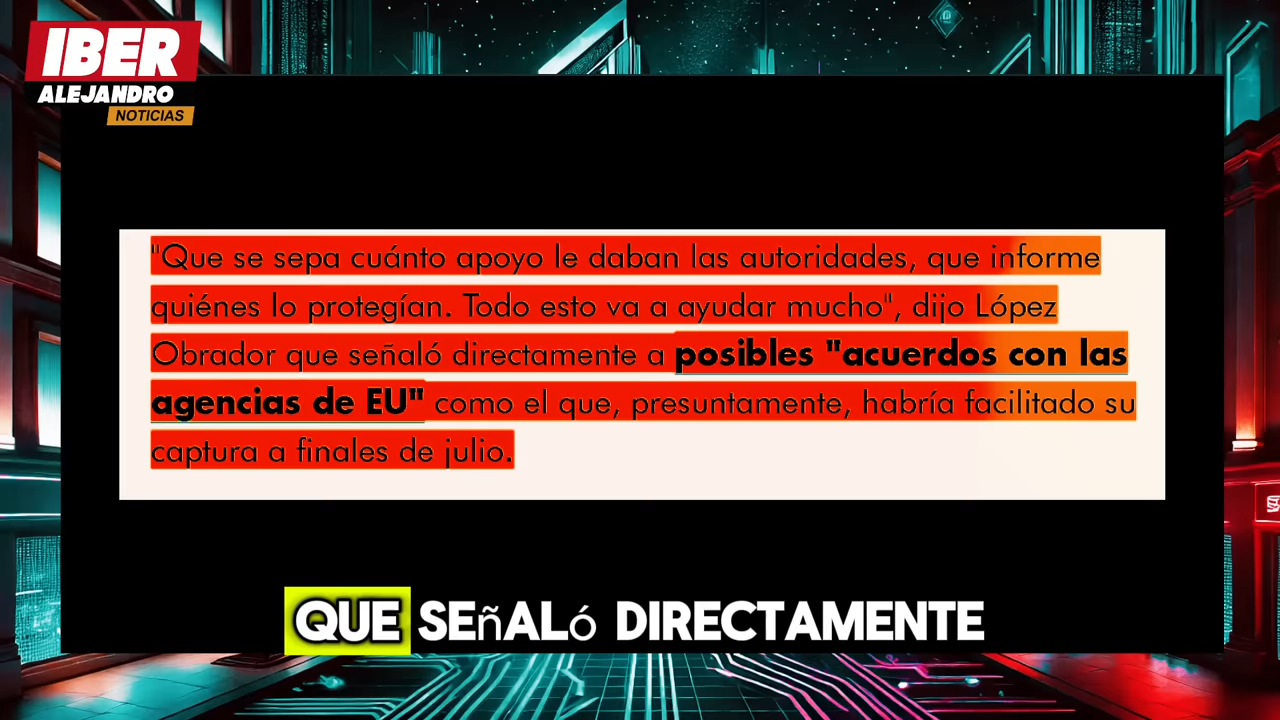 IBER
ALEJANDRO
NOTICIAS
"Que se sepa cuánto apoyo le daban las autoridades, que informe
quiénes lo protegían. Todo esto va a ayudar mucho", dijo López
Obrador que señaló directamente a posibles "acuerdos con las
agencias de EU" como el que, presuntamente, habría facilitado su
captura a finales de julio.
QUE SEñALó DIRECTAMENTE